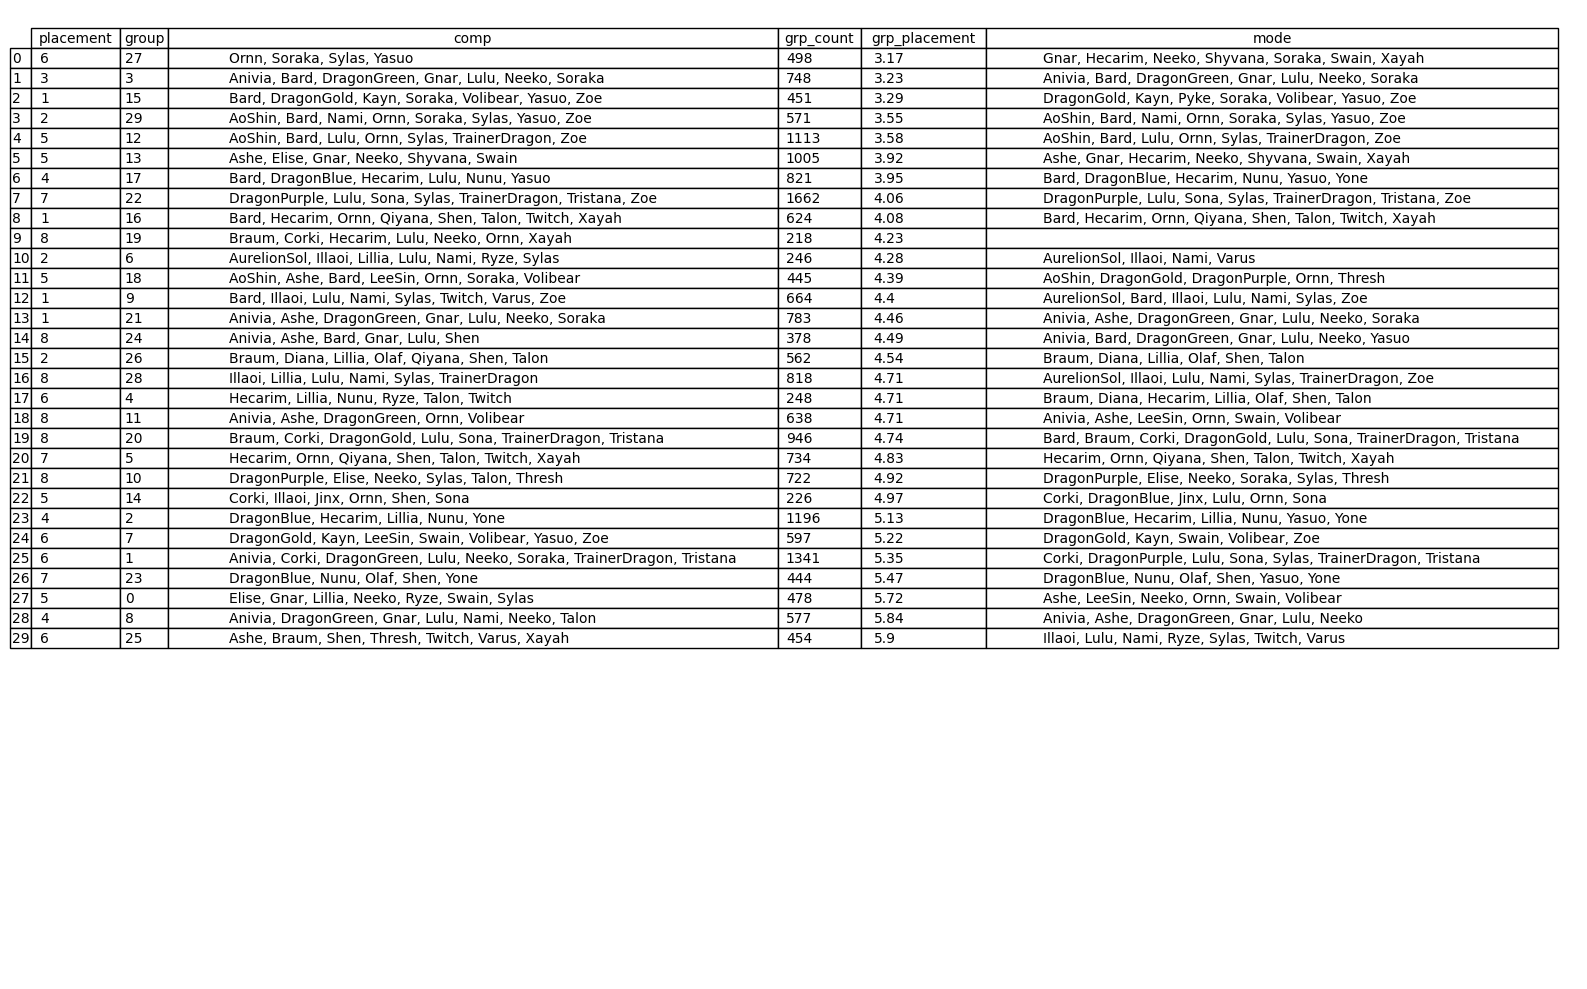 placement group comp grp_count grp_placement mode
0 6 27 Ornn, Soraka, Sylas, Yasuo 498 3.17 Gnar, Hecarim, Neeko, Shyvana, Soraka, Swain, Xayah
1 3 3 Anivia, Bard, DragonGreen, Gnar, Lulu, Neeko, Soraka 748 3.23 Anivia, Bard, DragonGreen, Gnar, Lulu, Neeko, Soraka
2 1 15 Bard, DragonGold, Kayn, Soraka, Volibear, Yasuo, Zoe 451 3.29 DragonGold, Kayn, Pyke, Soraka, Volibear, Yasuo, Zoe
3 2 29 AoShin, Bard, Nami, Ornn, Soraka, Sylas, Yasuo, Zoe 571 3.55 AoShin, Bard, Nami, Ornn, Soraka, Sylas, Yasuo, Zoe
4 5 12 AoShin, Bard, Lulu, Ornn, Sylas, TrainerDragon, Zoe 1113 3.58 AoShin, Bard, Lulu, Ornn, Sylas, TrainerDragon, Zoe
5 5 13 Ashe, Elise, Gnar, Neeko, Shyvana, Swain 1005 3.92 Ashe, Gnar, Hecarim, Neeko, Shyvana, Swain, Xayah
6 4 17 Bard, DragonBlue, Hecarim, Lulu, Nunu, Yasuo 821 3.95 Bard, DragonBlue, Hecarim, Nunu, Yasuo, Yone
7 7 22 DragonPurple, Lulu, Sona, Sylas, TrainerDragon, Tristana, Zoe 1662 4.06 DragonPurple, Lulu, Sona, Sylas, TrainerDragon, Tristana, Zoe
8 1 16 Bard, Hecarim, Ornn, Qiyana, Shen, Talon, Twitch, Xayah 624 4.08 Bard, Hecarim, Ornn, Qiyana, Shen, Talon, Twitch, Xayah
9 8 19 Braum, Corki, Hecarim, Lulu, Neeko, Ornn, Xayah 218 4.23
10 2 6 AurelionSol, Illaoi, Lillia, Lulu, Nami, Ryze, Sylas 246 4.28 AurelionSol, Illaoi, Nami, Varus
11 5 18 AoShin, Ashe, Bard, LeeSin, Ornn, Soraka, Volibear 445 4.39 AoShin, DragonGold, DragonPurple, Ornn, Thresh
12 1 9 Bard, Illaoi, Lulu, Nami, Sylas, Twitch, Varus, Zoe 664 4.4 AurelionSol, Bard, Illaoi, Lulu, Nami, Sylas, Zoe
13 1 21 Anivia, Ashe, DragonGreen, Gnar, Lulu, Neeko, Soraka 783 4.46 Anivia, Ashe, DragonGreen, Gnar, Lulu, Neeko, Soraka
14 8 24 Anivia, Ashe, Bard, Gnar, Lulu, Shen 378 4.49 Anivia, Bard, DragonGreen, Gnar, Lulu, Neeko, Yasuo
15 2 26 Braum, Diana, Lillia, Olaf, Qiyana, Shen, Talon 562 4.54 Braum, Diana, Lillia, Olaf, Shen, Talon
16 8 28 Illaoi, Lillia, Lulu, Nami, Sylas, TrainerDragon 818 4.71 AurelionSol, Illaoi, Lulu, Nami, Sylas, TrainerDragon, Zoe
17 6 4 Hecarim, Lillia, Nunu, Ryze, Talon, Twitch 248 4.71 Braum, Diana, Hecarim, Lillia, Olaf, Shen, Talon
18 8 11 Anivia, Ashe, DragonGreen, Ornn, Volibear 638 4.71 Anivia, Ashe, LeeSin, Ornn, Swain, Volibear
19 8 20 Braum, Corki, DragonGold, Lulu, Sona, TrainerDragon, Tristana 946 4.74 Bard, Braum, Corki, DragonGold, Lulu, Sona, TrainerDragon, Tristana
20 7 5 Hecarim, Ornn, Qiyana, Shen, Talon, Twitch, Xayah 734 4.83 Hecarim, Ornn, Qiyana, Shen, Talon, Twitch, Xayah
21 8 10 DragonPurple, Elise, Neeko, Sylas, Talon, Thresh 722 4.92 DragonPurple, Elise, Neeko, Soraka, Sylas, Thresh
22 5 14 Corki, Illaoi, Jinx, Ornn, Shen, Sona 226 4.97 Corki, DragonBlue, Jinx, Lulu, Ornn, Sona
23 4 2 DragonBlue, Hecarim, Lillia, Nunu, Yone 1196 5.13 DragonBlue, Hecarim, Lillia, Nunu, Yasuo, Yone
24 6 7 DragonGold, Kayn, LeeSin, Swain, Volibear, Yasuo, Zoe 597 5.22 DragonGold, Kayn, Swain, Volibear, Zoe
25 6 1 Anivia, Corki, DragonGreen, Lulu, Neeko, Soraka, TrainerDragon, Tristana 1341 5.35 Corki, DragonPurple, Lulu, Sona, Sylas, TrainerDragon, Tristana
26 7 23 DragonBlue, Nunu, Olaf, Shen, Yone 444 5.47 DragonBlue, Nunu, Olaf, Shen, Yasuo, Yone
27 5 0 Elise, Gnar, Lillia, Neeko, Ryze, Swain, Sylas 478 5.72 Ashe, LeeSin, Neeko, Ornn, Swain, Volibear
28 4 8 Anivia, DragonGreen, Gnar, Lulu, Nami, Neeko, Talon 577 5.84 Anivia, Ashe, DragonGreen, Gnar, Lulu, Neeko
29 6 25 Ashe, Braum, Shen, Thresh, Twitch, Varus, Xayah 454 5.9 Illaoi, Lulu, Nami, Ryze, Sylas, Twitch, Varus